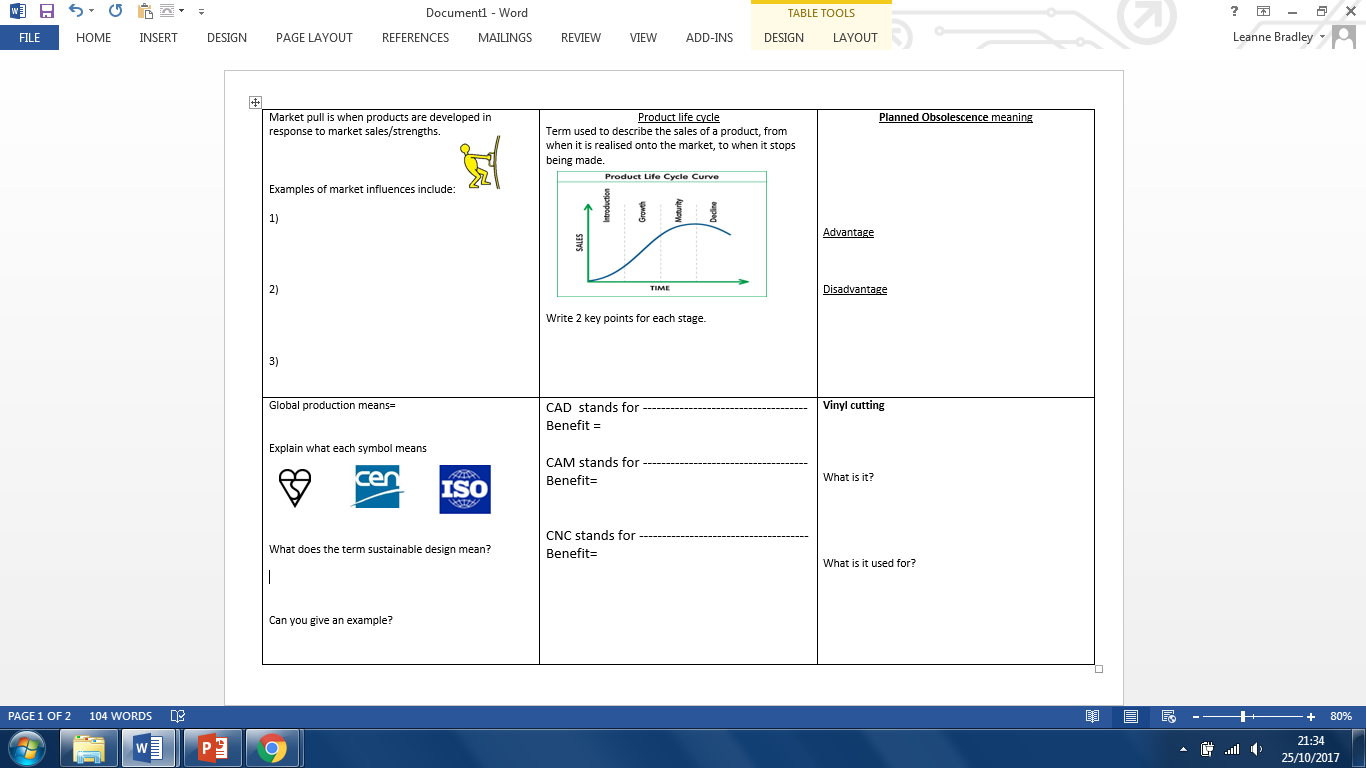 Document1 - Word
TABLE TOOLS
?
FILE HOME INSERT DESIGN PAGE LAYOUT REFERENCES MAILINGS REVIEW VIEW ADD-INS DESIGN LAYOUT
Leanne Bradley
Market pull is when products are developed in
response to market sales/strengths.
Examples of market influences include:
1)
2)
3)
Product life cycle
Term used to describe the sales of a product, from
when it is realised onto the market, to when it stops
being made.
Product Life Cycle Curve
Introduction
Growth
Maturity
Decline
SALES
TIME
Write 2 key points for each stage.
Planned Obsolescence meaning
Advantage
Disadvantage
Global production means=
Explain what each symbol means
cen
ISO
What does the term sustainable design mean?
Can you give an example?
CAD  stands for ------------------------------------
Benefit =
CAM stands for ------------------------------------
Benefit=
CNC stands for -------------------------------------
Benefit=
Vinyl cutting
What is it?
What is it used for?
PAGE 1 OF 2 104 WORDS
80%
21:34
25/10/2017